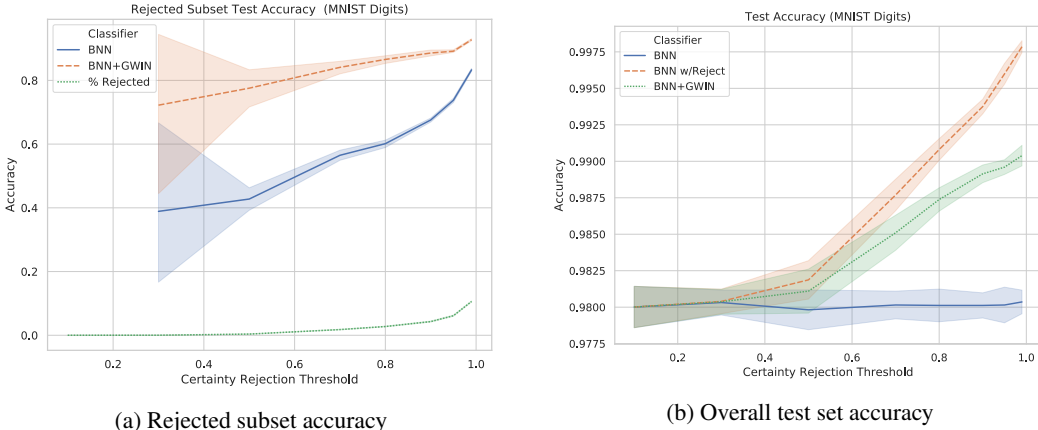 Rejected Subset Test Accuracy (MNIST Digits)
Classifier
BNN
BNN+GWIN
% Rejected
0.8
0.6
0.4
0.2
0.0
Accuracy
0.2 0.4 0.6 0.8 1.0
Certainty Rejection Threshold
(a) Rejected subset accuracy
Test Accuracy (MNIST Digits)
Classifier
BNN
BNN w/Reject
BNN+GWIN
0.9975
0.9950
0.9925
0.9900
0.9875
0.9850
0.9825
0.9800
0.9775
Accuracy
0.2 0.4 0.6 0.8 1.0
Certainty Rejection Threshold
(b) Overall test set accuracy